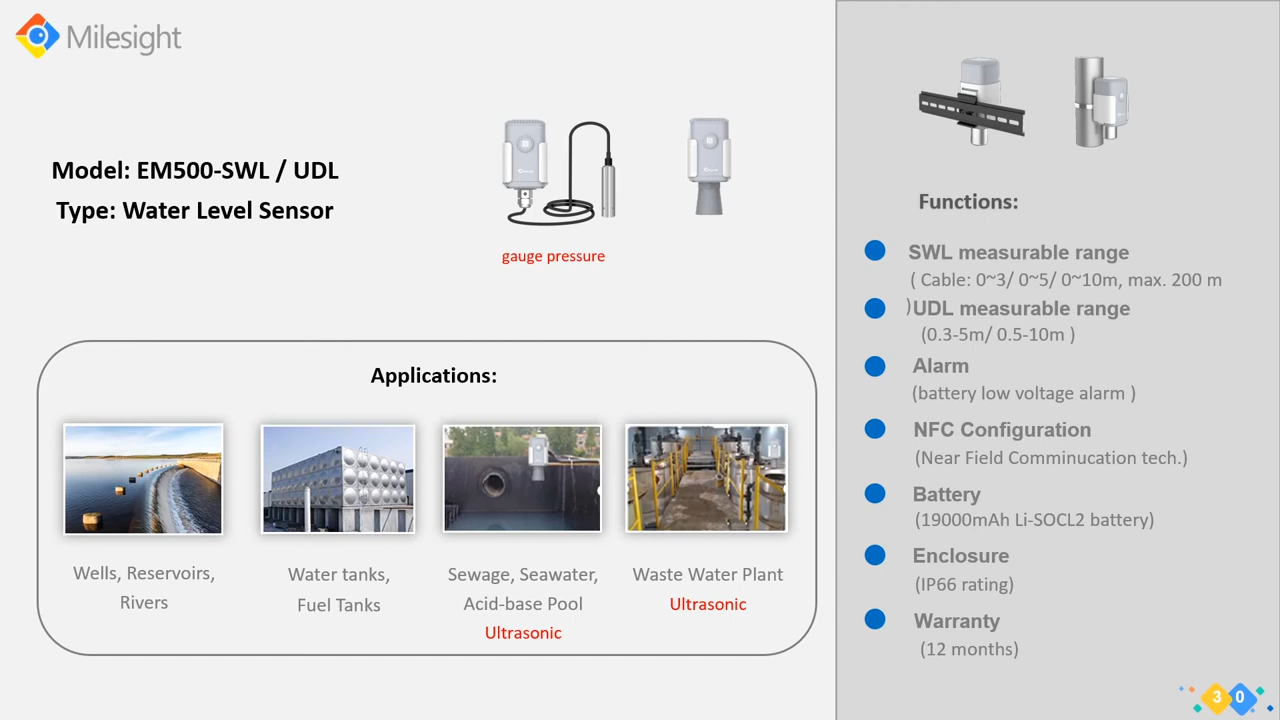 Milesight
Model: EM500-SWL / UDL
Type: Water Level Sensor
gauge pressure
Applications:
Wells, Reservoirs,
Rivers
Water tanks,
Fuel Tanks
Sewage, Seawater,
Acid-base Pool
Ultrasonic
Waste Water Plant
Ultrasonic
Functions:
SWL measurable range
( Cable: 0~3/ 0~5/ 0~10m, max. 200 m
)UDL measurable range
(0.3-5m/ 0.5-10m )
Alarm
(battery low voltage alarm )
NFC Configuration
(Near Field Comminucation tech.)
Battery
(19000mAh Li-SOCL2 battery)
Enclosure
(IP66 rating)
Warranty
(12 months)
3 0